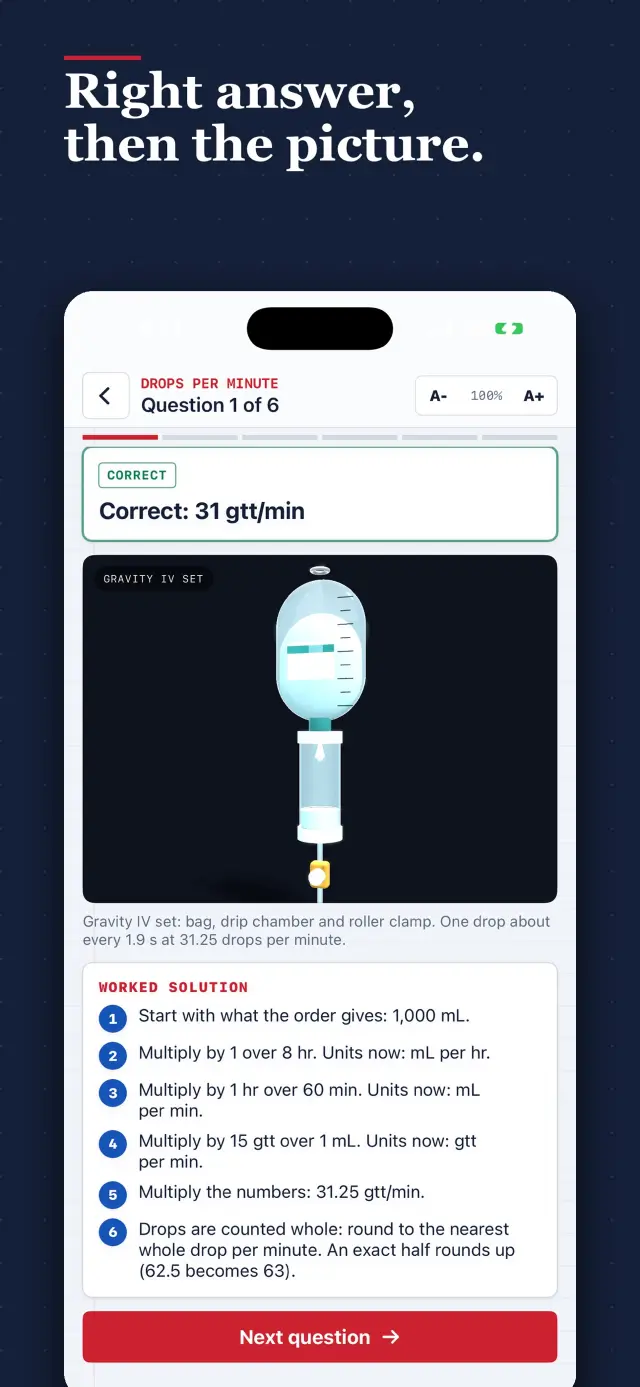 Right answer,
then the picture.
DROPS PER MINUTE
Question 1 of 6
A- 100% A+
CORRECT
Correct: 31 gtt/min
GRAVITY IV SET
Gravity IV set: bag, drip chamber and roller clamp. One drop about
every 1.9 s at 31.25 drops per minute.
WORKED SOLUTION
1 Start with what the order gives: 1,000 mL.
2 Multiply by 1 over 8 hr. Units now: mL per hr.
3 Multiply by 1 hr over 60 min. Units now: mL
per min.
4 Multiply by 15 gtt over 1 mL. Units now: gtt
per min.
5 Multiply the numbers: 31.25 gtt/min.
6 Drops are counted whole: round to the nearest
whole drop per minute. An exact half rounds up
(62.5 becomes 63).
Next question →